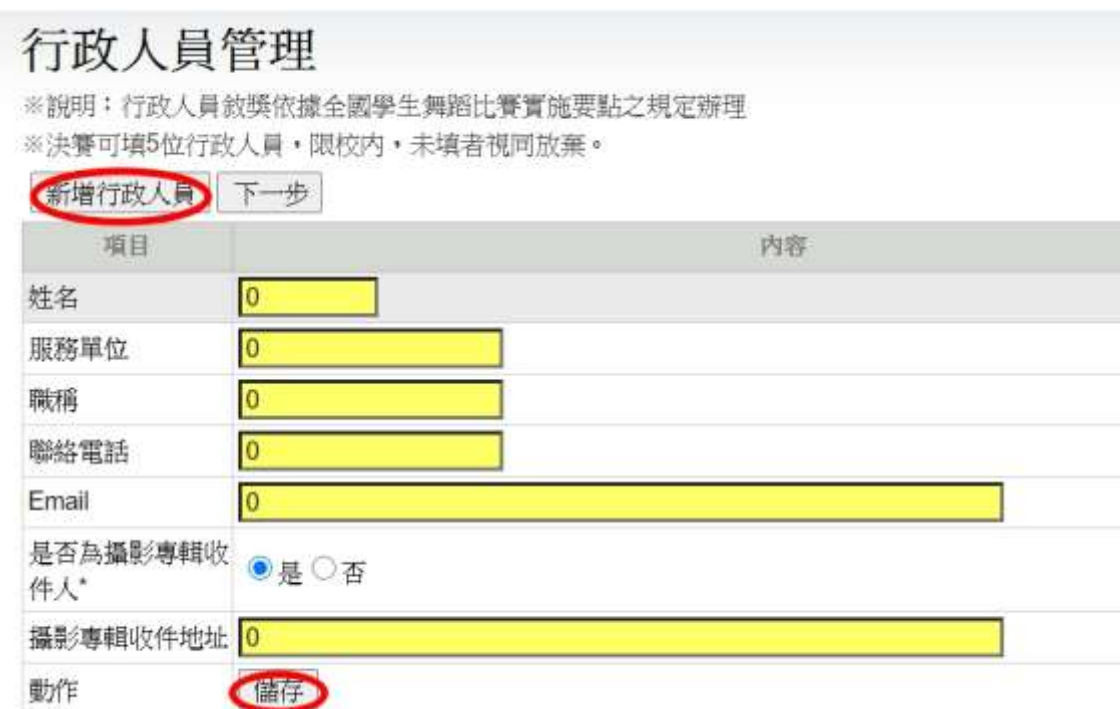 行政人員管理
※說明：行政人員敘獎依據全國學生舞蹈比賽實施要點之規定辦理
※決賽可填5位行政人員，限校內，未填者視同放棄。
新增行政人員 下一步
項目 內容
姓名 0
服務單位 0
職稱 0
聯絡電話 0
Email 0
是否為攝影專輯收
件人* 是 否
攝影專輯收件地址 0
動作 儲存